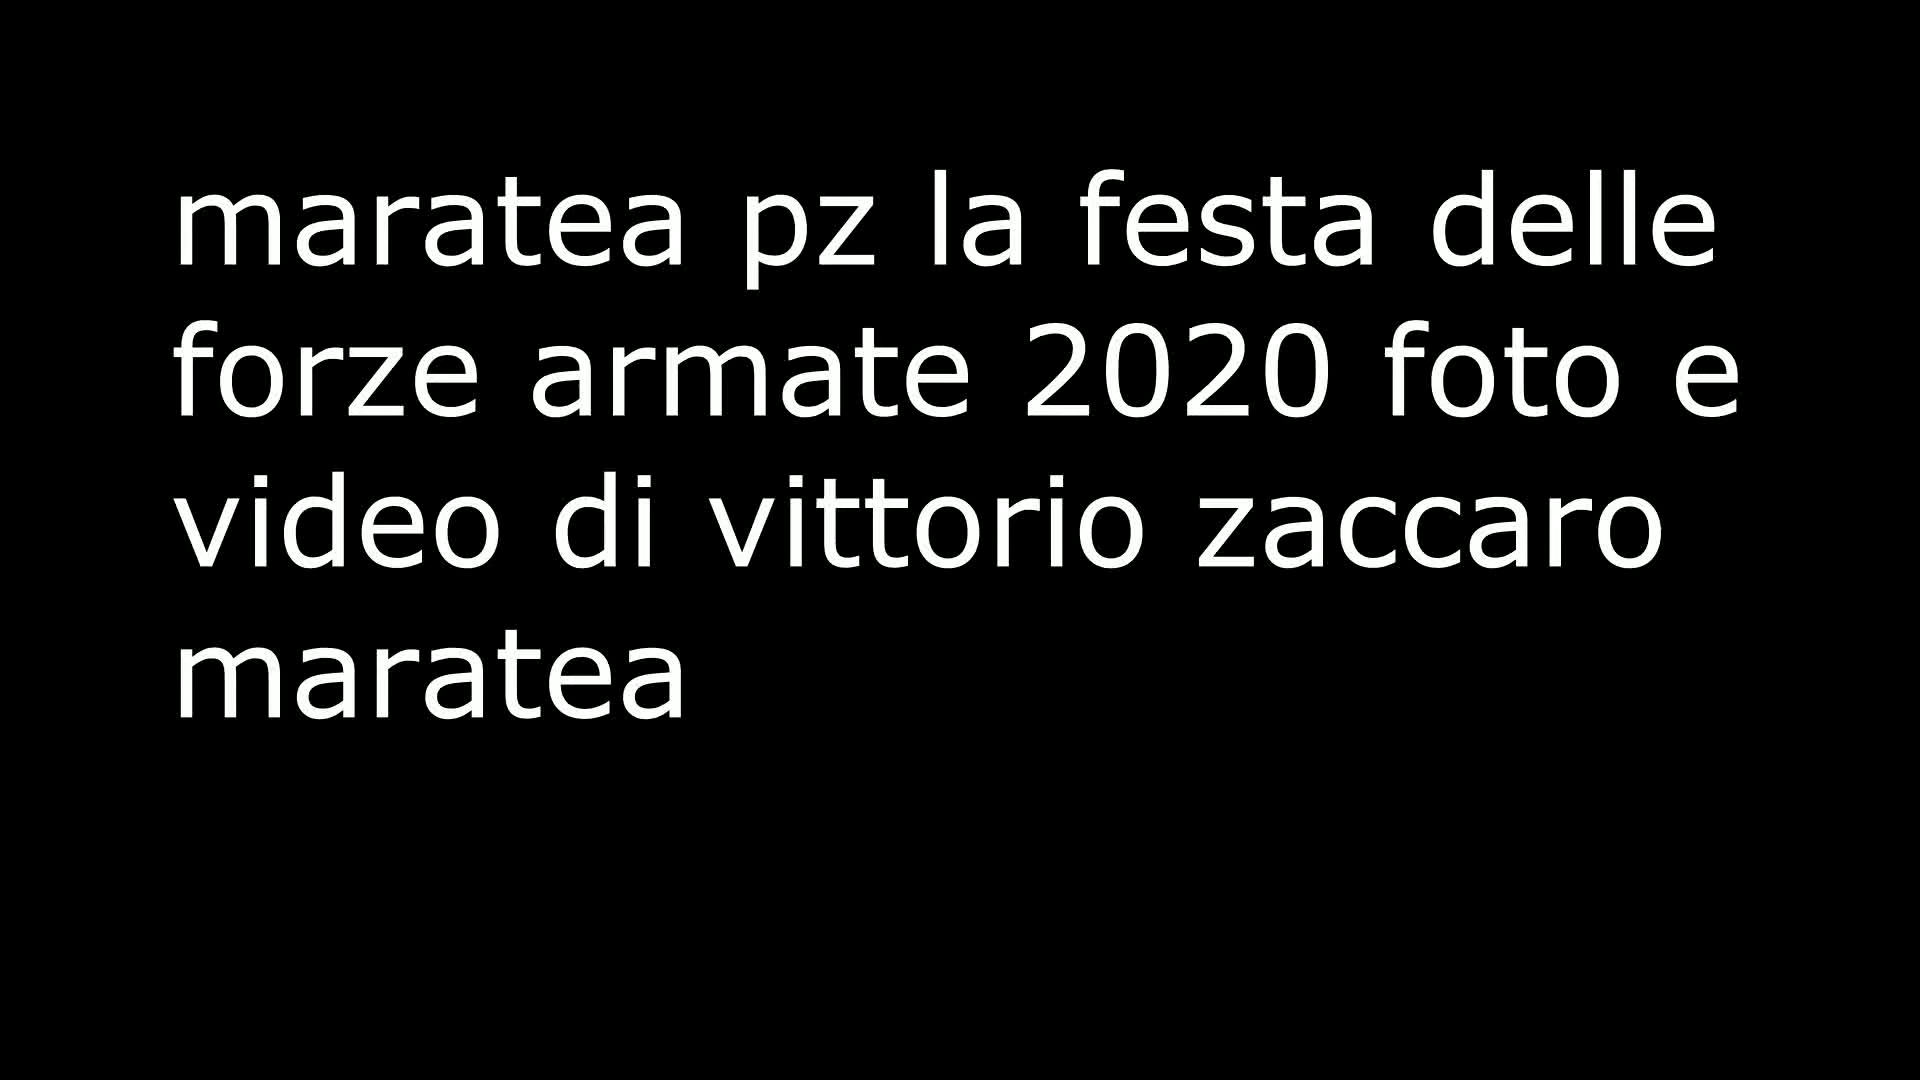 maratea pz la festa delle
forze armate 2020 foto e
video di vittorio zaccaro
maratea